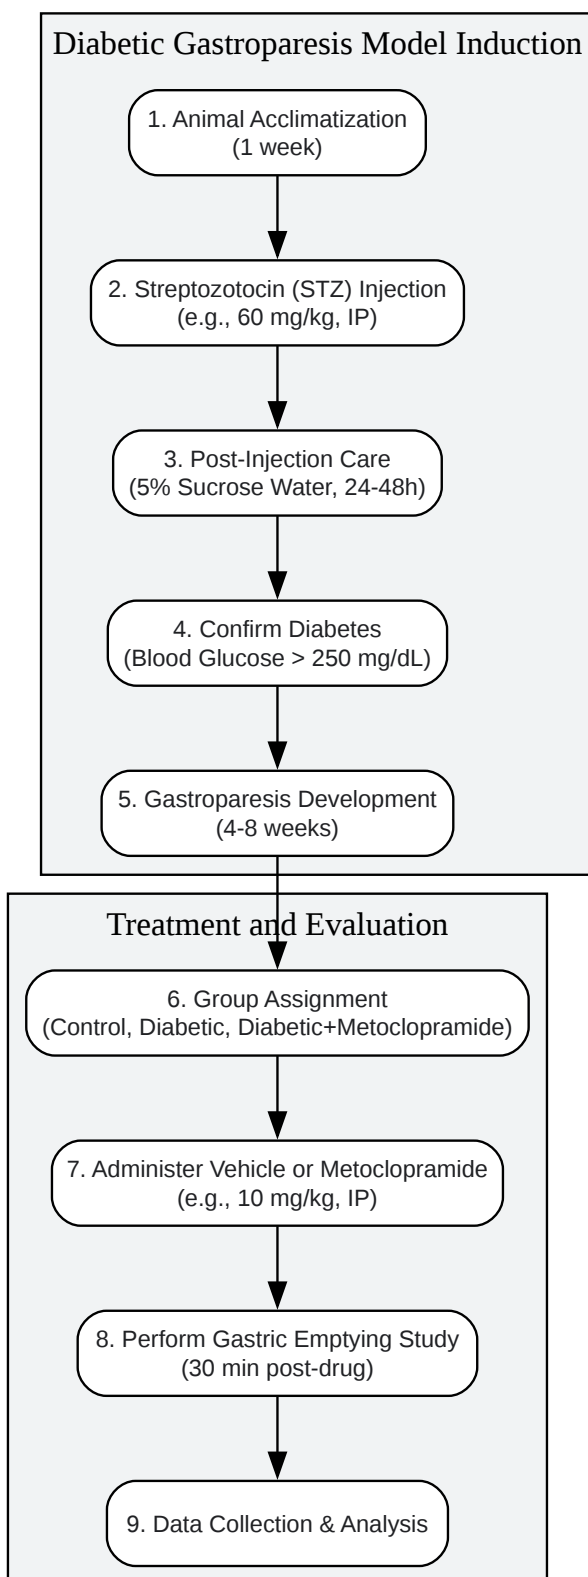 Diabetic Gastroparesis Model Induction
1. Animal Acclimatization
(1 week)
2. Streptozotocin (STZ) Injection
(e.g., 60 mg/kg, IP)
3. Post-Injection Care
(5% Sucrose Water, 24-48h)
4. Confirm Diabetes
(Blood Glucose > 250 mg/dL)
5. Gastroparesis Development
(4-8 weeks)
Treatment and Evaluation
6. Group Assignment
(Control, Diabetic, Diabetic+Metoclopramide)
7. Administer Vehicle or Metoclopramide
(e.g., 10 mg/kg, IP)
8. Perform Gastric Emptying Study
(30 min post-drug)
9. Data Collection & Analysis